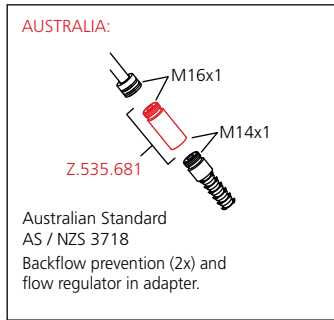 AUSTRALIA:
M16x1
M14x1
Z.535.681
Australian Standard
AS / NZS 3718
Backflow prevention (2x) and
flow regulator in adapter.